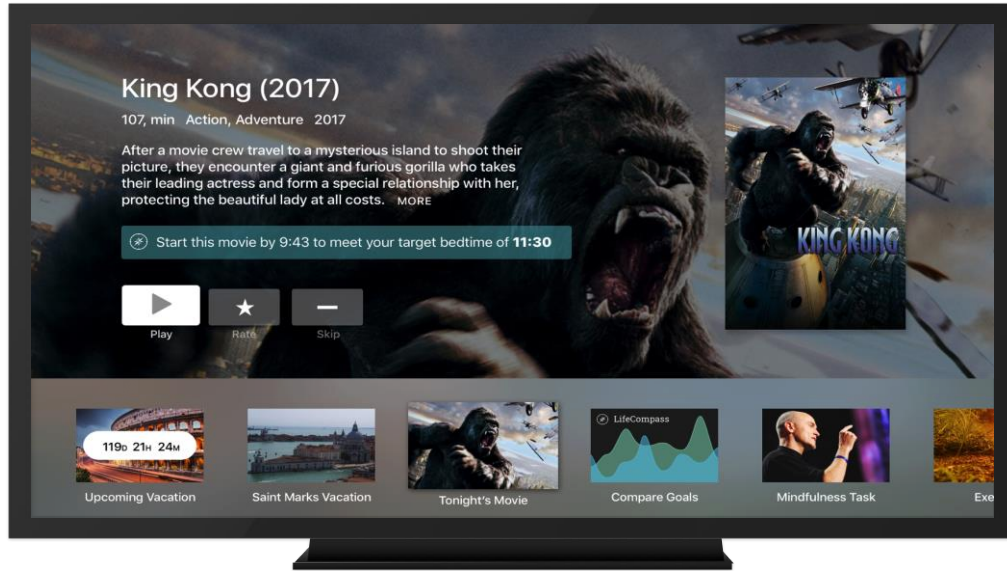 King Kong (2017)
107, min Action, Adventure 2017
After a movie crew travel to a mysterious island to shoot their
picture, they encounter a giant and furious gorilla who takes
their leading actress and form a special relationship with her,
protecting the beautiful lady at all costs. MORE
Start this movie by 9:43 to meet your target bedtime of 11:30
KING KONG
Play Rate Skip
119D 21H 24M
LifeCompass
Upcoming Vacation
Saint Marks Vacation
Tonight's Movie
Compare Goals
Mindfulness Task
Exe